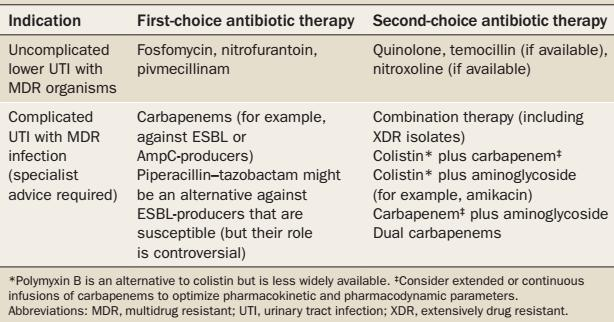 Indication First-choice antibiotic therapy Second-choice antibiotic therapy
Uncomplicated
lower UTI with
MDR organisms
Fosfomycin, nitrofurantoin,
pivmecillinam
Quinolone, temocillin (if available),
nitroxoline (if available)
Complicated
UTI with MDR
infection
(specialist
advice required)
Carbapenems (for example,
against ESBL or
AmpC-producers)
Piperacillin–tazobactam might
be an alternative against
ESBL-producers that are
susceptible (but their role
is controversial)
Combination therapy (including
XDR isolates)
Colistin* plus carbapenem‡
Colistin* plus aminoglycoside
(for example, amikacin)
Carbapenem‡ plus aminoglycoside
Dual carbapenems
*Polymyxin B is an alternative to colistin but is less widely available. ‡Consider extended or continuous
infusions of carbapenems to optimize pharmacokinetic and pharmacodynamic parameters.
Abbreviations: MDR, multidrug resistant; UTI, urinary tract infection; XDR, extensively drug resistant.